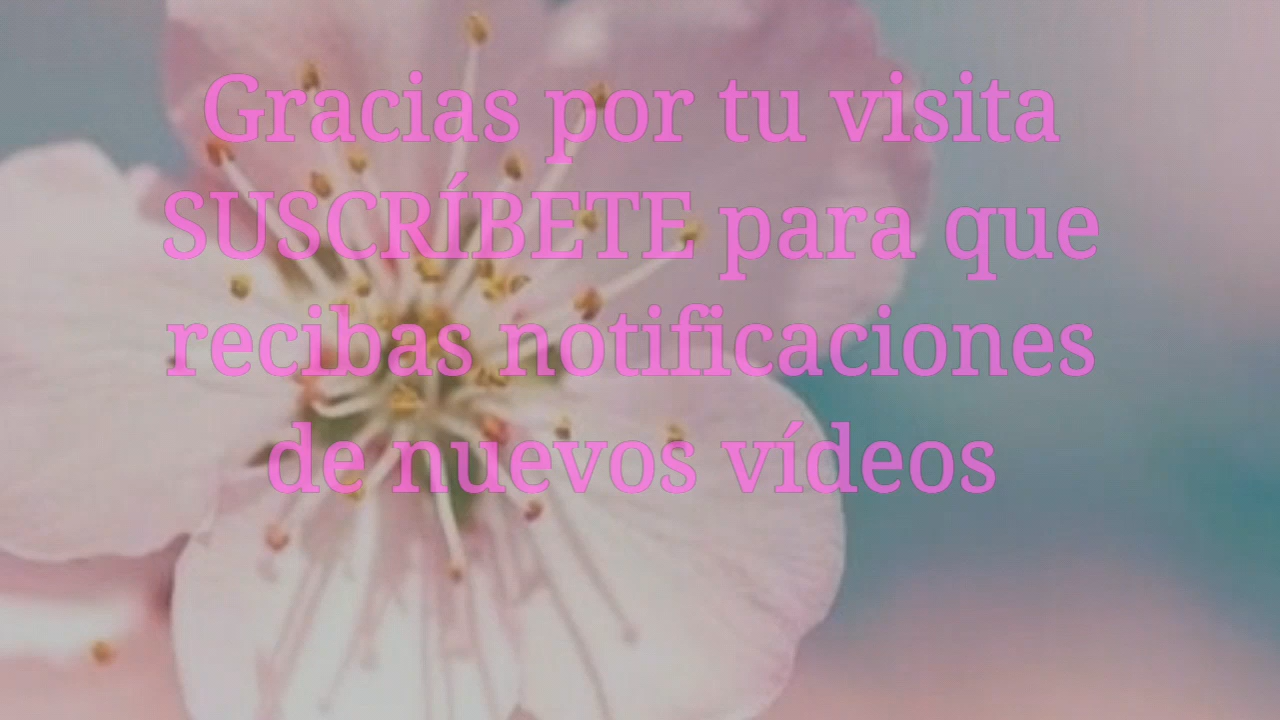 Gracias por tu visita
SUSCRÍBETE para que
recibas notificaciones
de nuevos vídeos